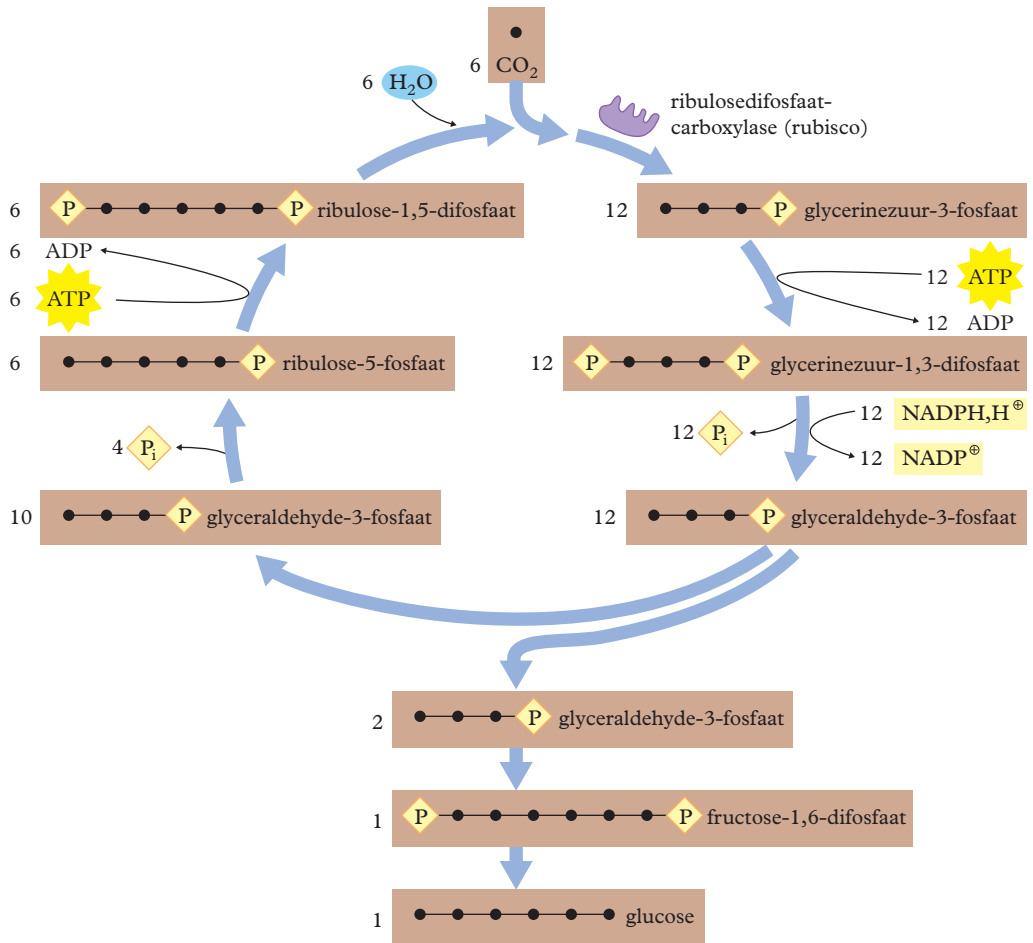 6 CO₂
6 H₂O
ribulosedifosfaat-
carboxylase (rubisco)
6 P P ribulose-1,5-difosfaat
12 P glycerinezuur-3-fosfaat
6 ADP
6 ATP
12 ATP
12 ADP
6 P ribulose-5-fosfaat
12 P P glycerinezuur-1,3-difosfaat
4 Pᵢ
12 Pᵢ
12 NADPH,H⊕
12 NADP⊕
10 P glyceraldehyde-3-fosfaat
12 P glyceraldehyde-3-fosfaat
2 P glyceraldehyde-3-fosfaat
1 P P fructose-1,6-difosfaat
1 glucose